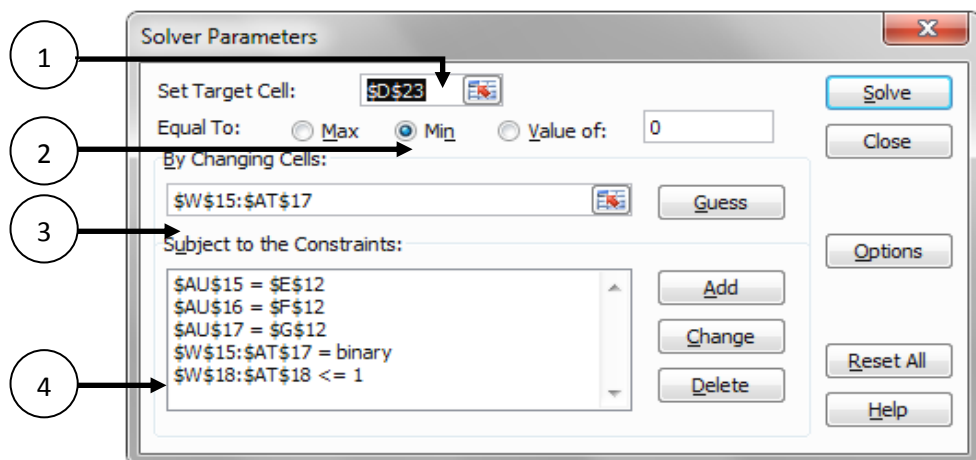 Solver Parameters
X
1
Set Target Cell: $D$23
Solve
Equal To: Max Min Value of: 0
Close
2
By Changing Cells:
$W$15:$AT$17 Guess
3
Subject to the Constraints:
Options
$AU$15 = $E$12
$AU$16 = $F$12
$AU$17 = $G$12
$W$15:$AT$17 = binary
$W$18:$AT$18 <= 1
Add
Change
Delete
Reset All
4
Help